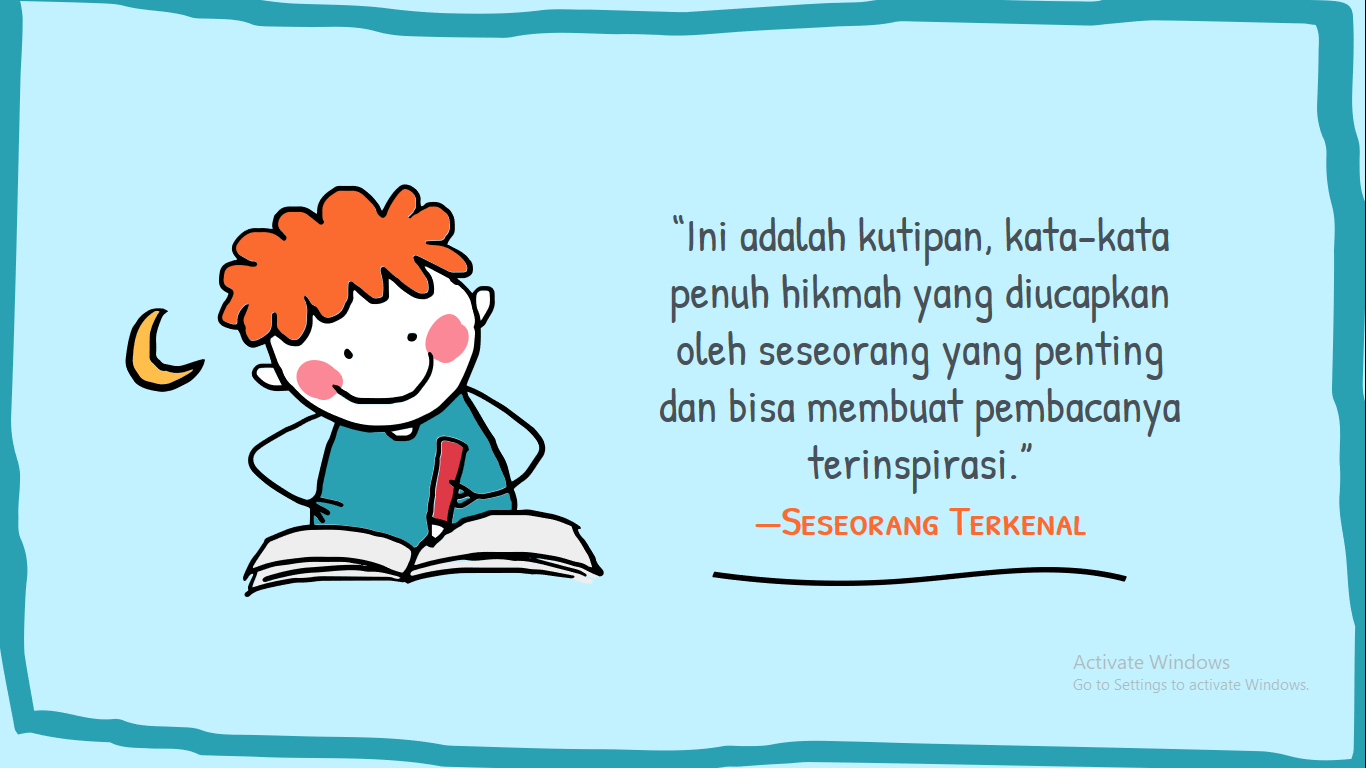 “Ini adalah kutipan, kata-kata
penuh hikmah yang diucapkan
oleh seseorang yang penting
dan bisa membuat pembacanya
terinspirasi.”
—Seseorang Terkenal
Activate Windows
Go to Settings to activate Windows.